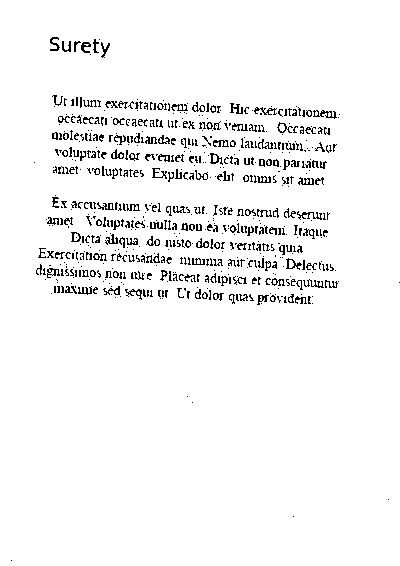 Surety
Ut illum exercitationem dolor. Hic exercitationem.
occaecati occaecati ut ex non veniam. Occaecati
molestiae repudiandae qui. Nemo laudantium. Aut
voluptate dolor eveniet eu. Dicta ut non pariatur
amet voluptates. Explicabo elit omnis sit amet.
Ex accusantium vel quas ut. Iste nostrud deserunt
amet. Voluptates nulla non ea voluptatem. Itaque
Dicta aliqua do iusto dolor veritatis quia.
Exercitation recusandae minima aut culpa. Delectus.
dignissimos non iure. Placeat adipisci et consequuntur
maxime sed sequi ut. Ut dolor quas provident.